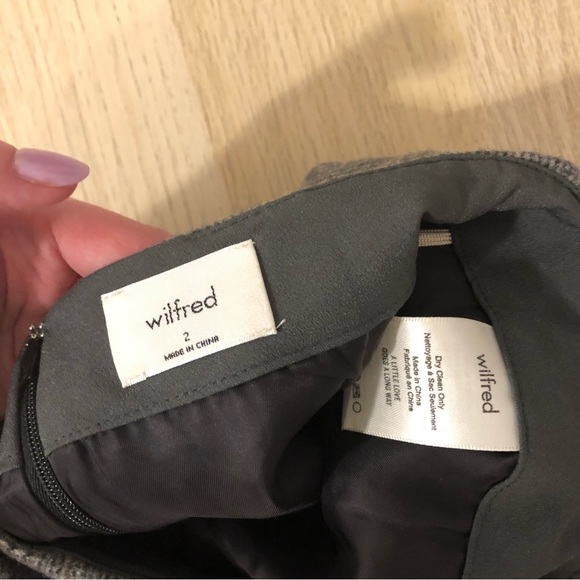 wilfred
2
MADE IN CHINA
wilfred
Dry Clean Only
Nettoyage à Sec Seulement
Made in China
Fabriqué en Chine
A LITTLE LOVE
GOES A LONG WAY